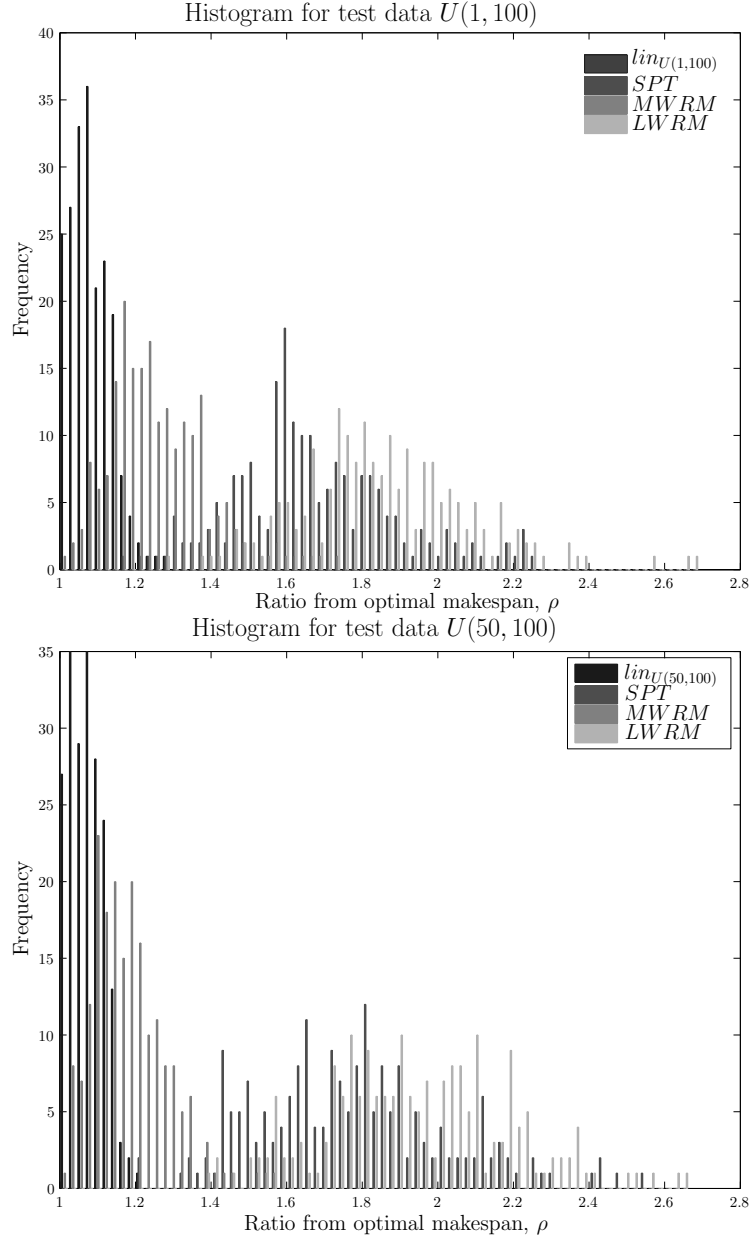 Histogram for test data U(1, 100)
40
35
30
25
20
15
10
5
0
Frequency
lin_{U(1,100)}
SPT
MWRM
LWRM
1 1.2 1.4 1.6 1.8 2 2.2 2.4 2.6 2.8
Ratio from optimal makespan, ρ
Histogram for test data U(50, 100)
35
30
25
20
15
10
5
0
Frequency
lin_{U(50,100)}
SPT
MWRM
LWRM
1 1.2 1.4 1.6 1.8 2 2.2 2.4 2.6 2.8
Ratio from optimal makespan, ρ